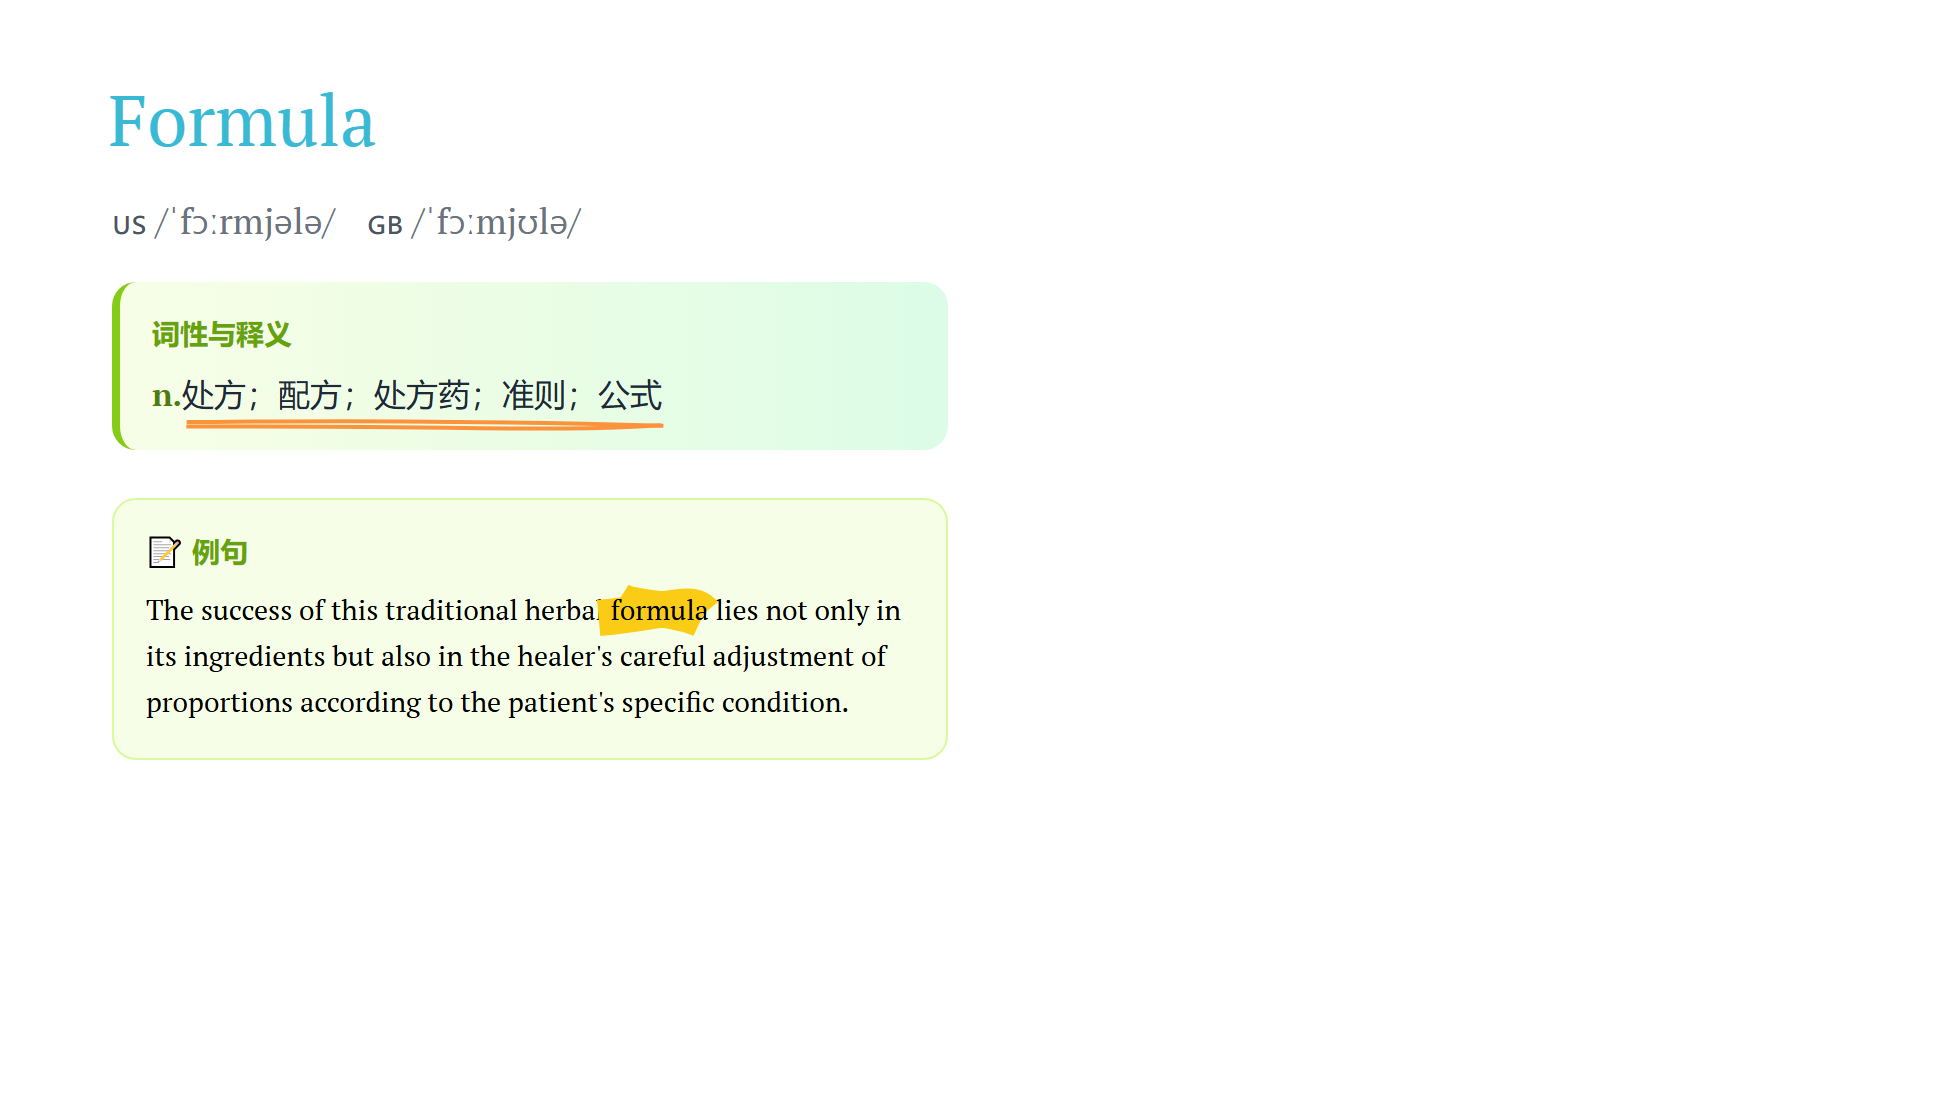 Formula
US /ˈfɔːrmjələ/ GB /ˈfɔːmjʊlə/
词性与释义
n.处方；配方；处方药；准则；公式
📝 例句
The success of this traditional herbal formula lies not only in
its ingredients but also in the healer's careful adjustment of
proportions according to the patient's specific condition.